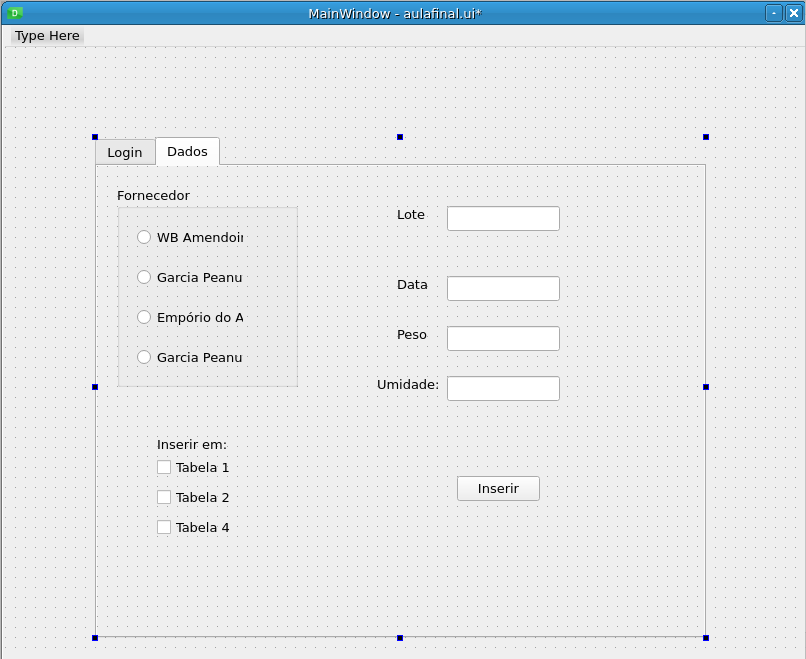 MainWindow - aulafinal.ui*
Type Here
Login
Dados
Fornecedor
WB Amendoir
Garcia Peanu
Empório do A
Garcia Peanu
Lote
Data
Peso
Umidade:
Inserir em:
Tabela 1
Tabela 2
Tabela 4
Inserir